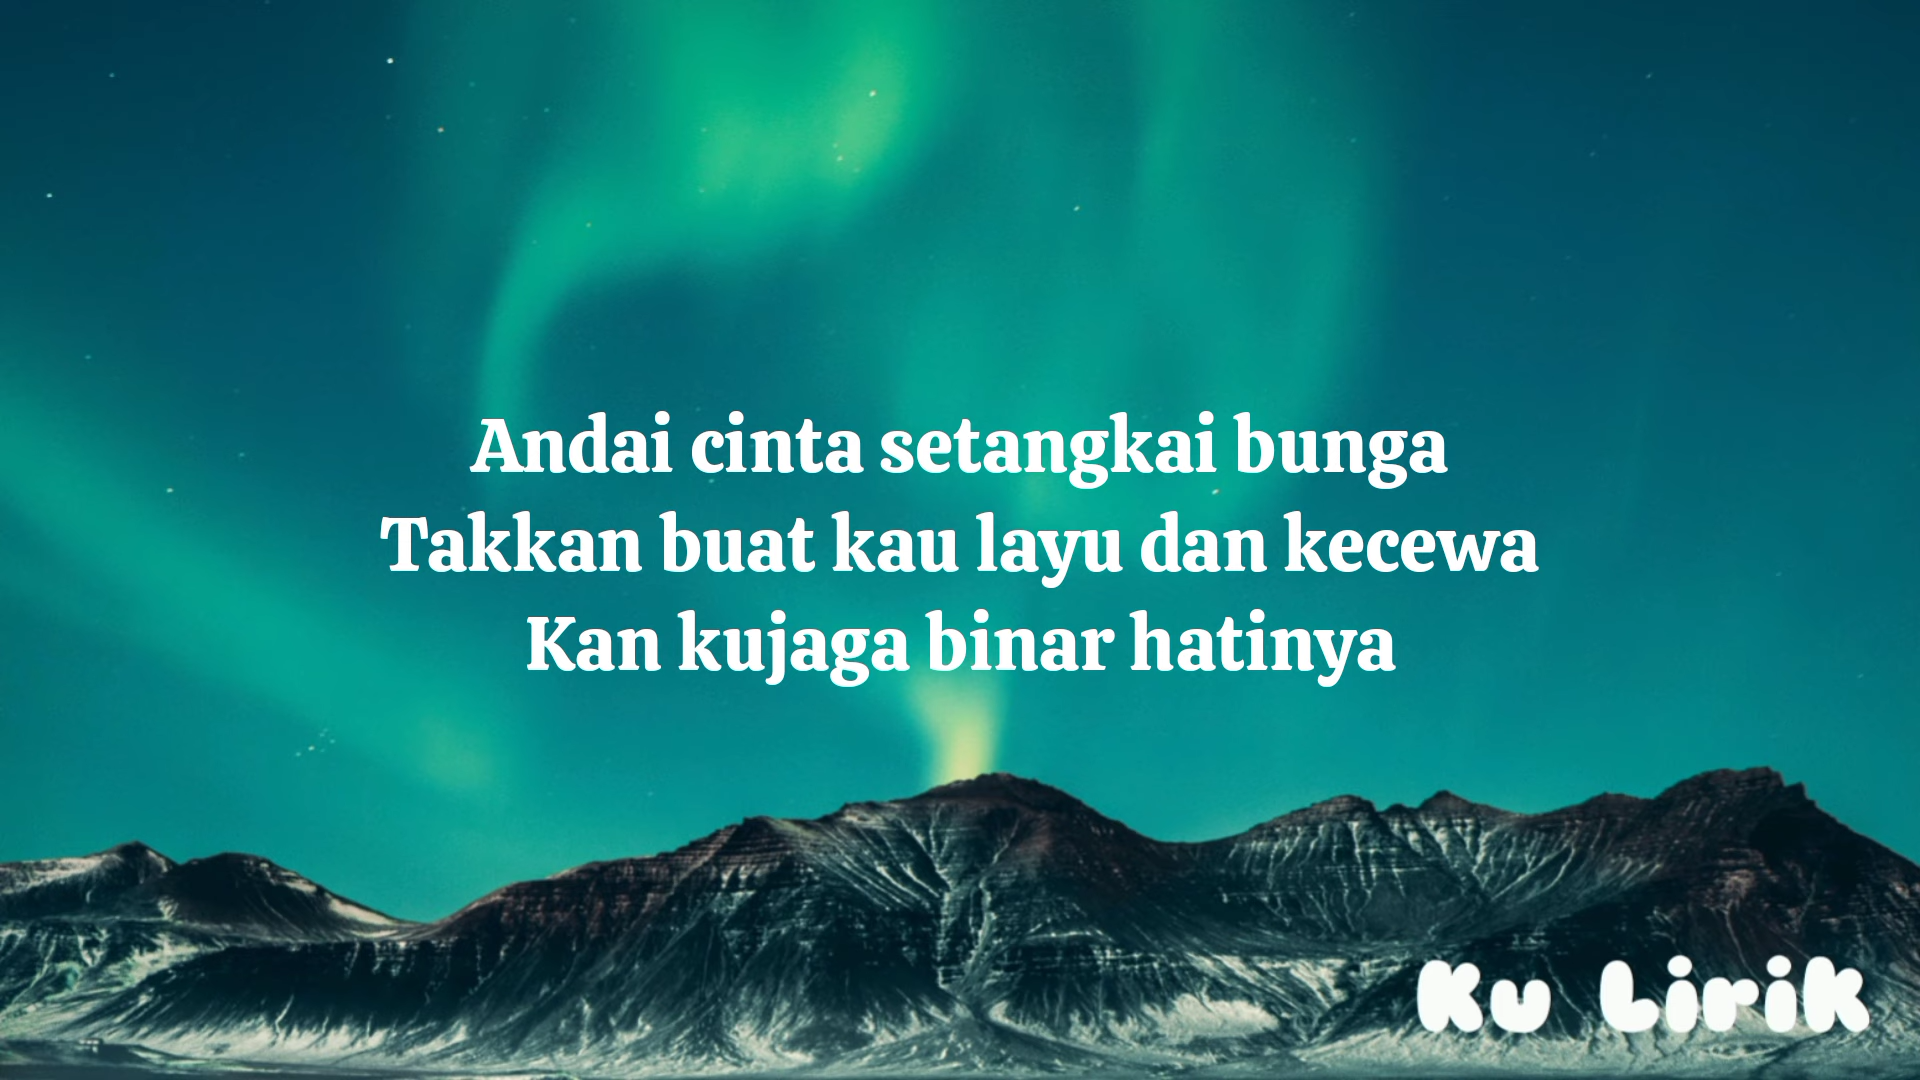 Andai cinta setangkai bunga
Takkan buat kau layu dan kecewa
Kan kujaga binar hatinya
Ku Lirik